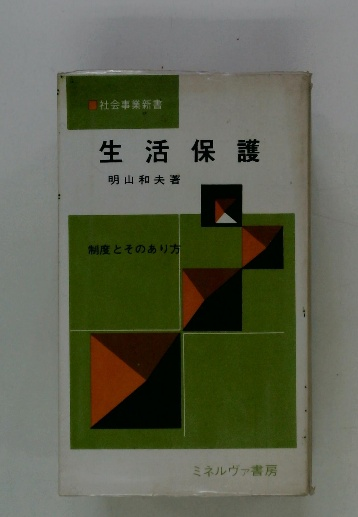 社会事業新書
生活保護
明山和夫著
制度とそのあり方
ミネルヴァ書房